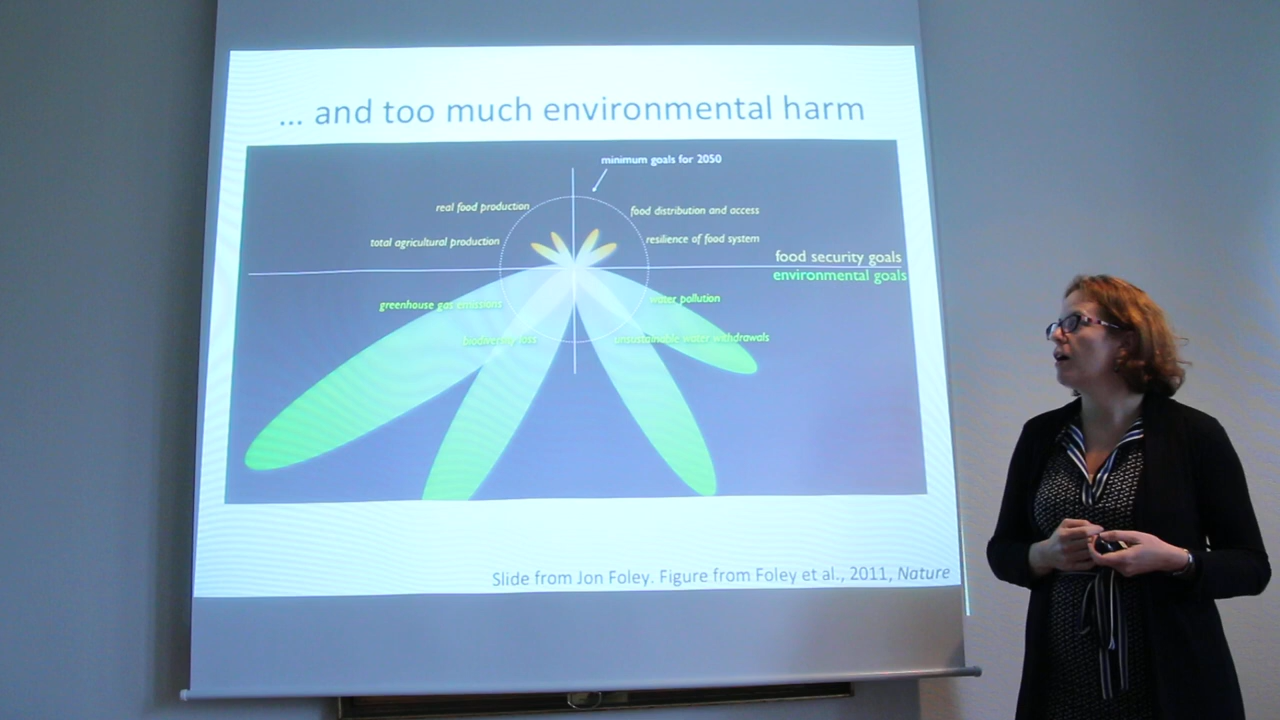 ... and too much environmental harm
minimum goals for 2050
real food production
food distribution and access
total agricultural production
resilience of food system
food security goals
environmental goals
greenhouse gas emissions
water pollution
biodiversity loss
unsustainable water withdrawals
Slide from Jon Foley. Figure from Foley et al., 2011, Nature